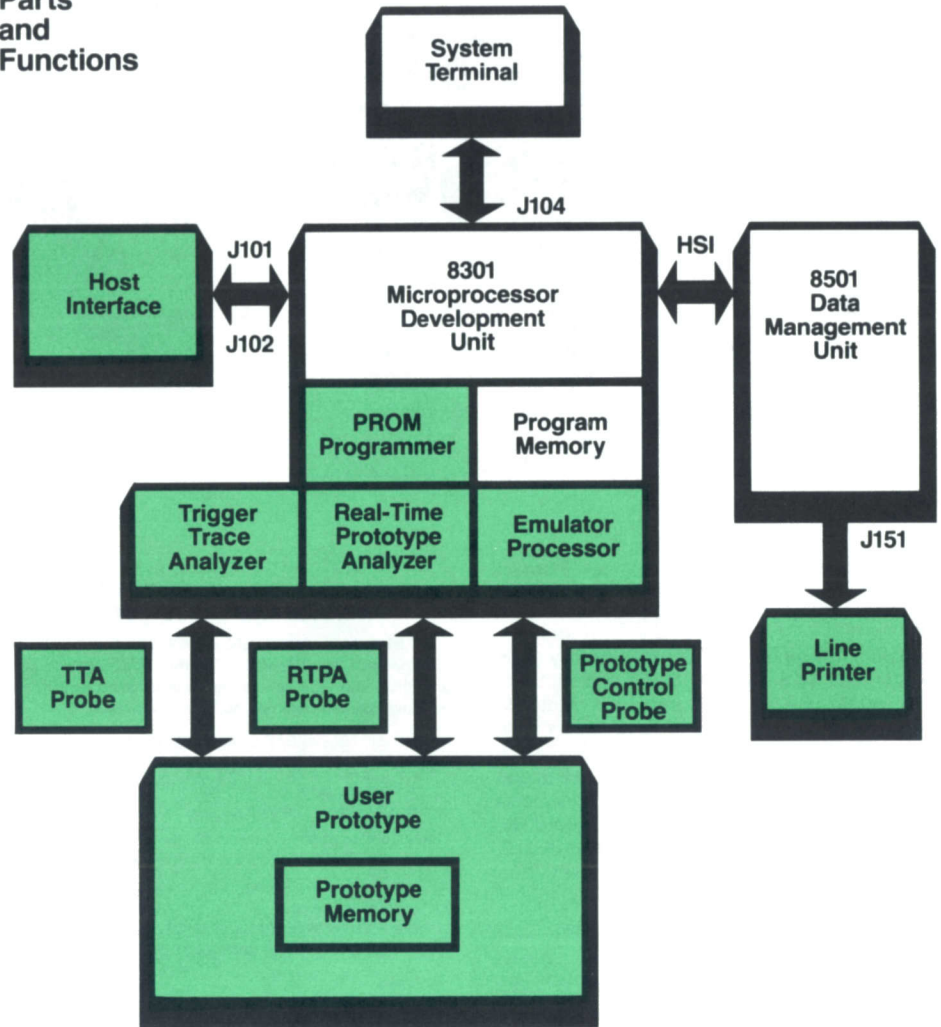 Parts
and
Functions
System
Terminal
J104
J101
J102
Host
Interface
8301
Microprocessor
Development
Unit
HSI
8501
Data
Management
Unit
PROM
Programmer
Program
Memory
Trigger
Trace
Analyzer
Real-Time
Prototype
Analyzer
Emulator
Processor
J151
Line
Printer
TTA
Probe
RTPA
Probe
Prototype
Control
Probe
User
Prototype
Prototype
Memory